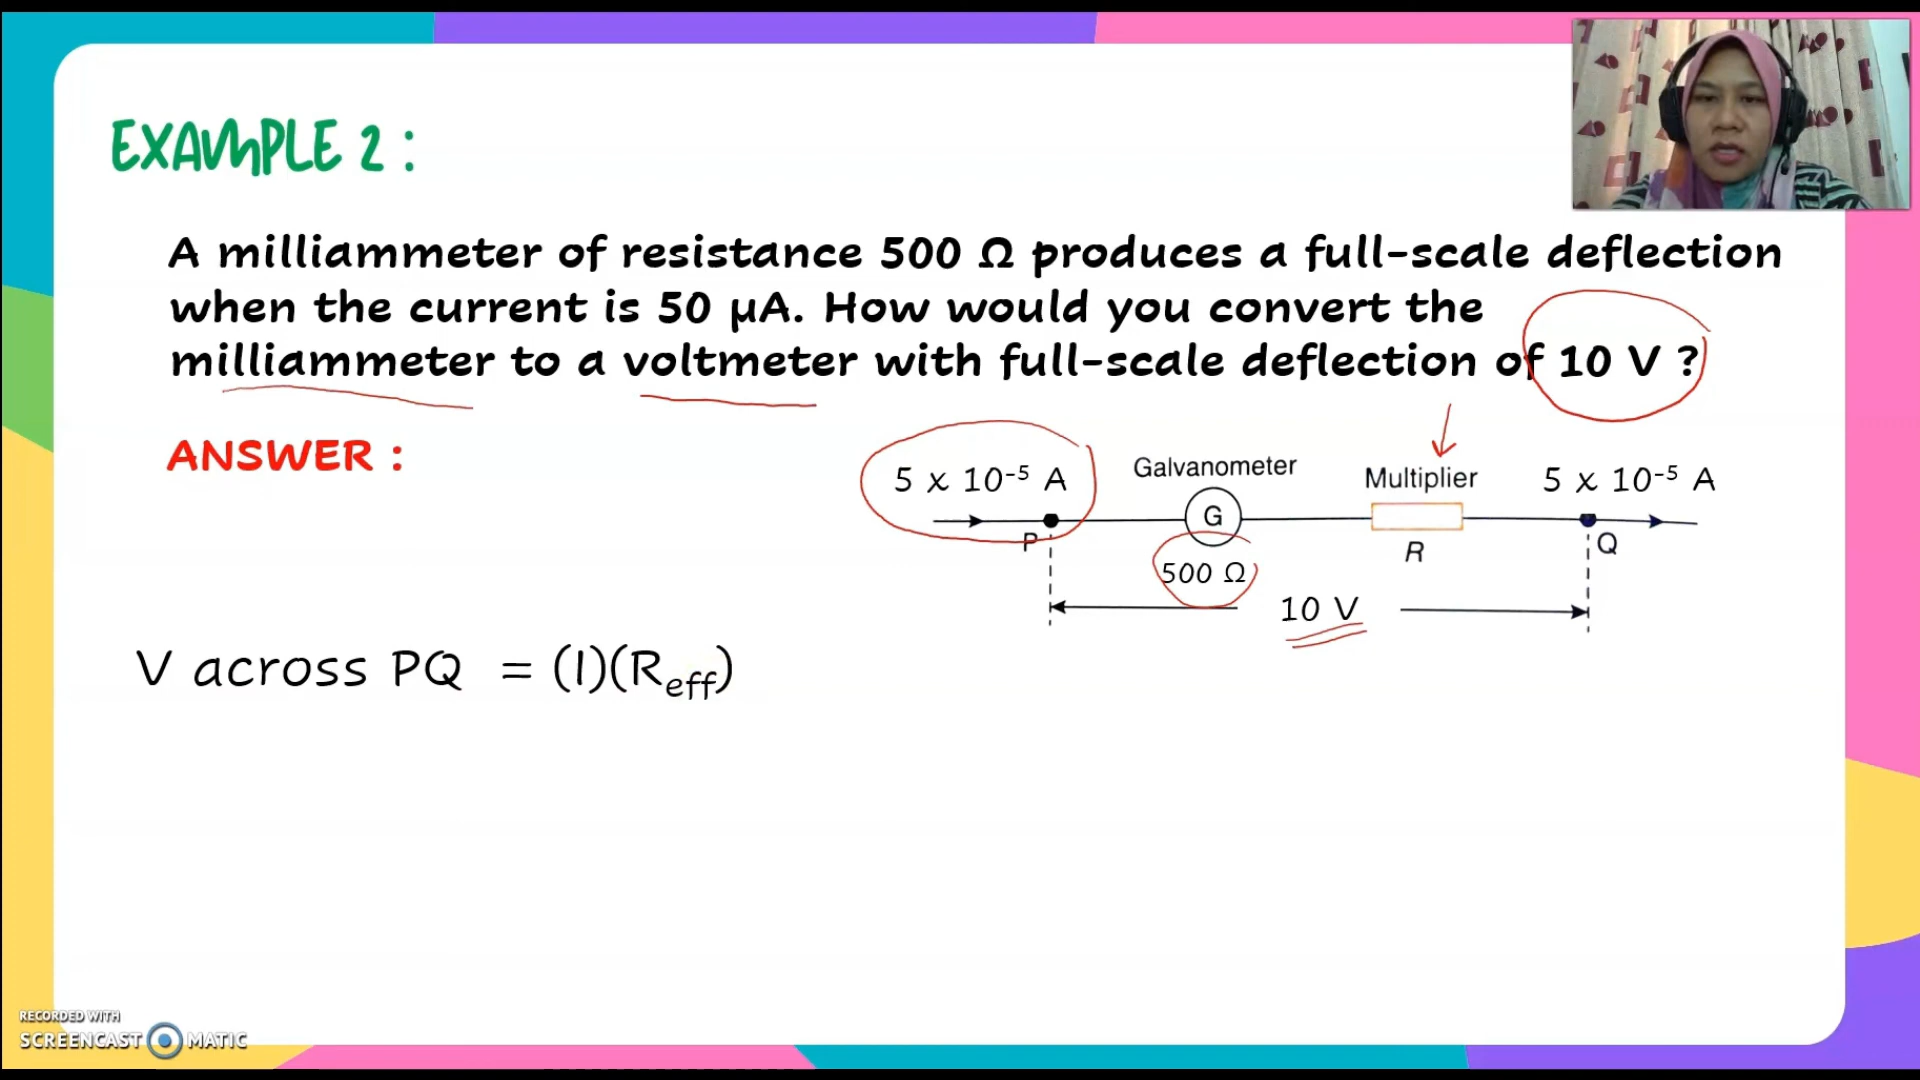 EXAMPLE 2 :
A milliammeter of resistance 500 Ω produces a full-scale deflection
when the current is 50 μA. How would you convert the
milliammeter to a voltmeter with full-scale deflection of 10 V ?
ANSWER :
5 x 10⁻⁵ A
Galvanometer
Multiplier
5 x 10⁻⁵ A
G
P
R
Q
500 Ω
10 V
V across PQ = (I)(R_eff)
RECORDED WITH
SCREENCAST MATIC